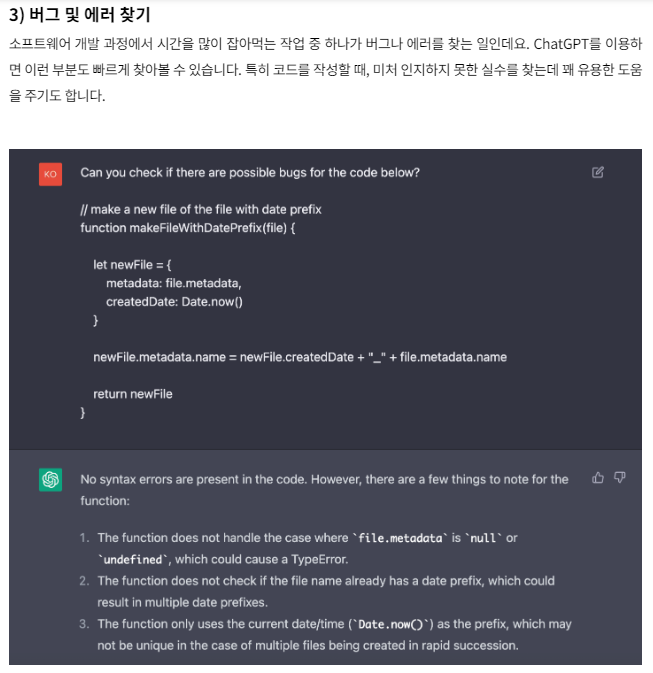 3) 버그 및 에러 찾기
소프트웨어 개발 과정에서 시간을 많이 잡아먹는 작업 중 하나가 버그나 에러를 찾는 일인데요. ChatGPT를 이용하
면 이런 부분도 빠르게 찾아볼 수 있습니다. 특히 코드를 작성할 때, 미처 인지하지 못한 실수를 찾는데 꽤 유용한 도움
을 주기도 합니다.
KO
Can you check if there are possible bugs for the code below?
// make a new file of the file with date prefix
function makeFileWithDatePrefix(file) {
let newFile = {
metadata: file.metadata,
createdDate: Date.now()
}
newFile.metadata.name = newFile.createdDate + "_" + file.metadata.name
return newFile
}
No syntax errors are present in the code. However, there are a few things to note for the
function:
1. The function does not handle the case where `file.metadata` is `null` or
`undefined`, which could cause a TypeError.
2. The function does not check if the file name already has a date prefix, which could
result in multiple date prefixes.
3. The function only uses the current date/time (`Date.now()`) as the prefix, which may
not be unique in the case of multiple files being created in rapid succession.